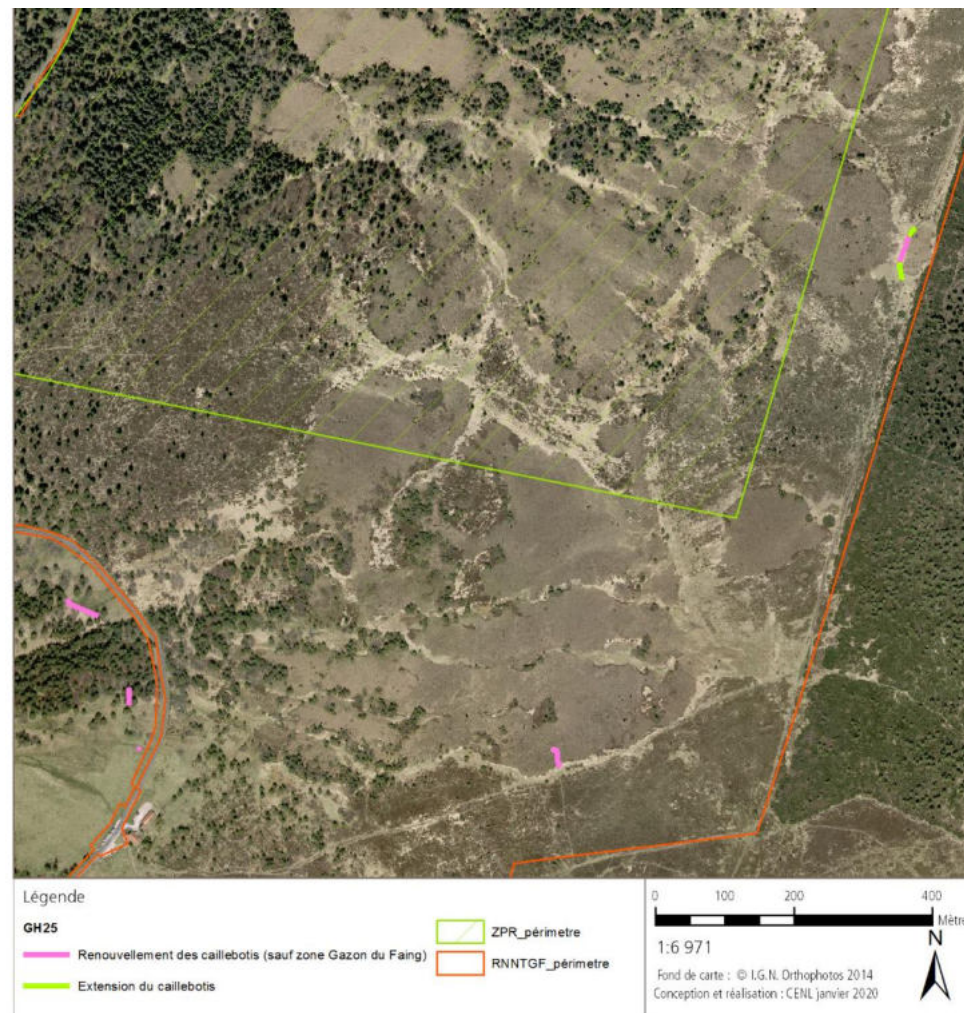 Légende
GH25
Renouvellement des caillebotis (sauf zone Gazon du Faing)
Extension du caillebotis
ZPR_périmetre
RNNTGF_périmetre
0 100 200 400
Mètre
1:6 971
N
Fond de carte : © I.G.N. Orthophotos 2014
Conception et réalisation : CENL janvier 2020